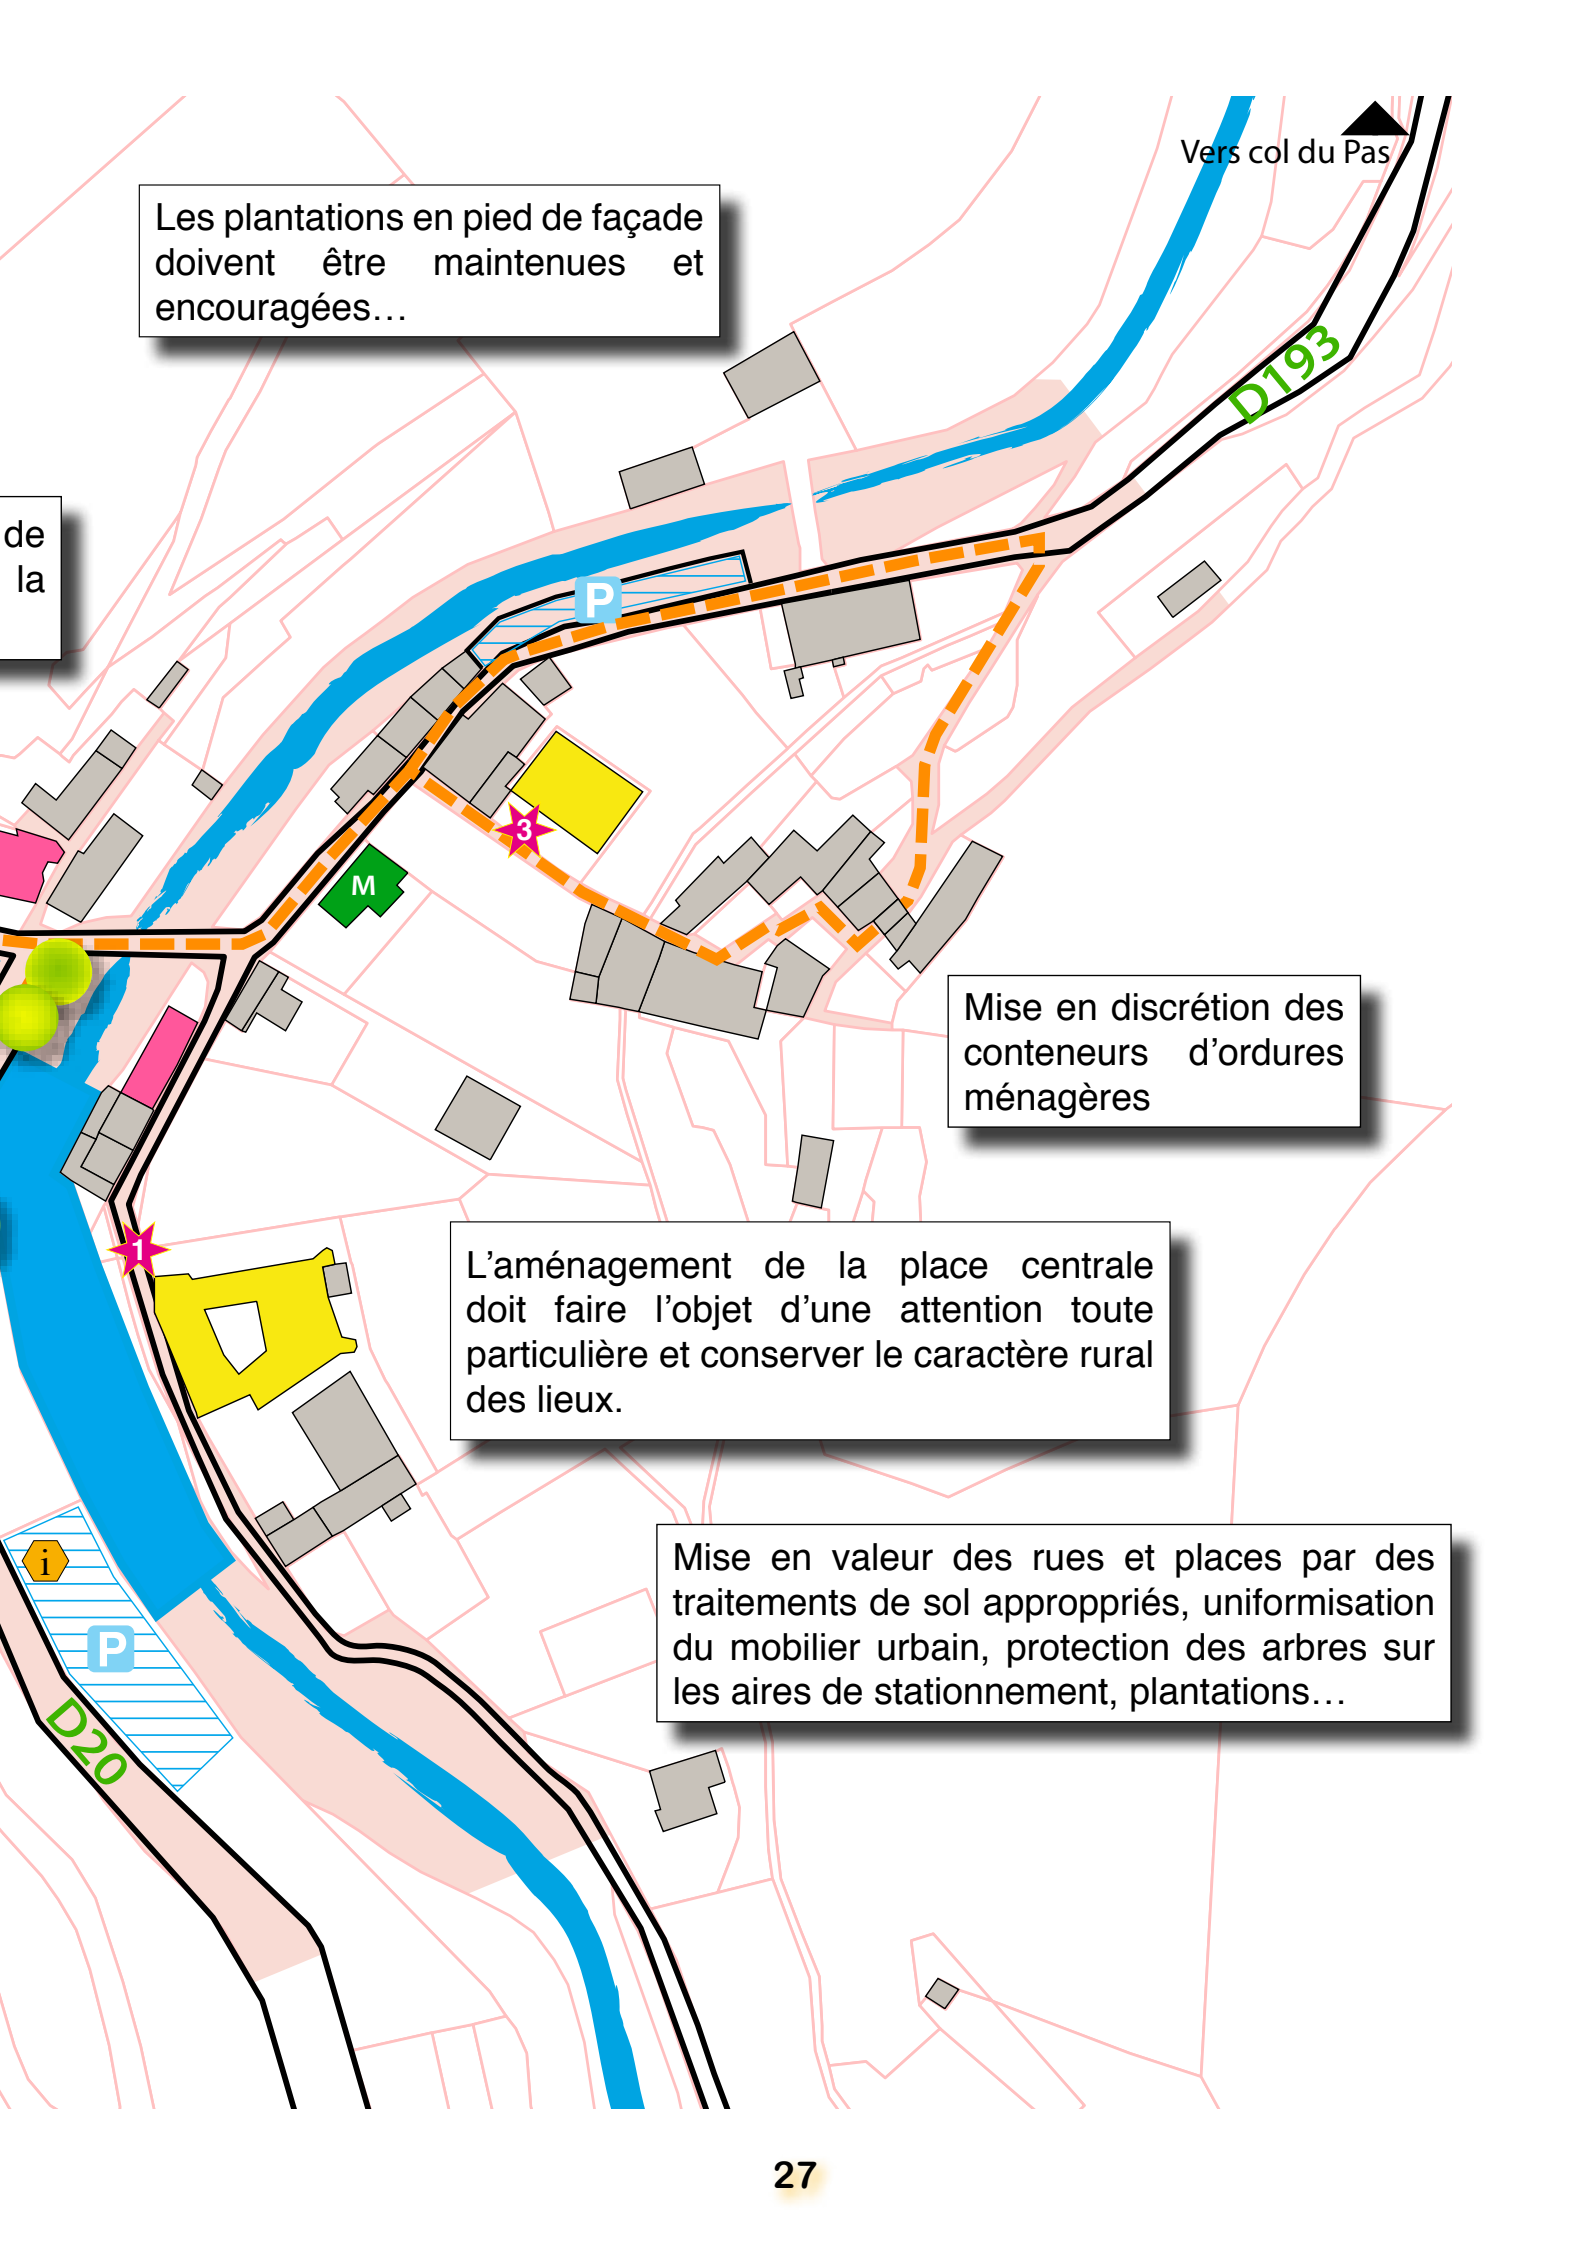 Vers col du Pas
Les plantations en pied de façade
doivent être maintenues et
encouragées…
D193
de
la
P
3
M
Mise en discrétion des
conteneurs d’ordures
ménagères
1
L’aménagement de la place centrale
doit faire l’objet d’une attention toute
particulière et conserver le caractère rural
des lieux.
i
Mise en valeur des rues et places par des
traitements de sol approppriés, uniformisation
du mobilier urbain, protection des arbres sur
les aires de stationnement, plantations…
P
D20
27